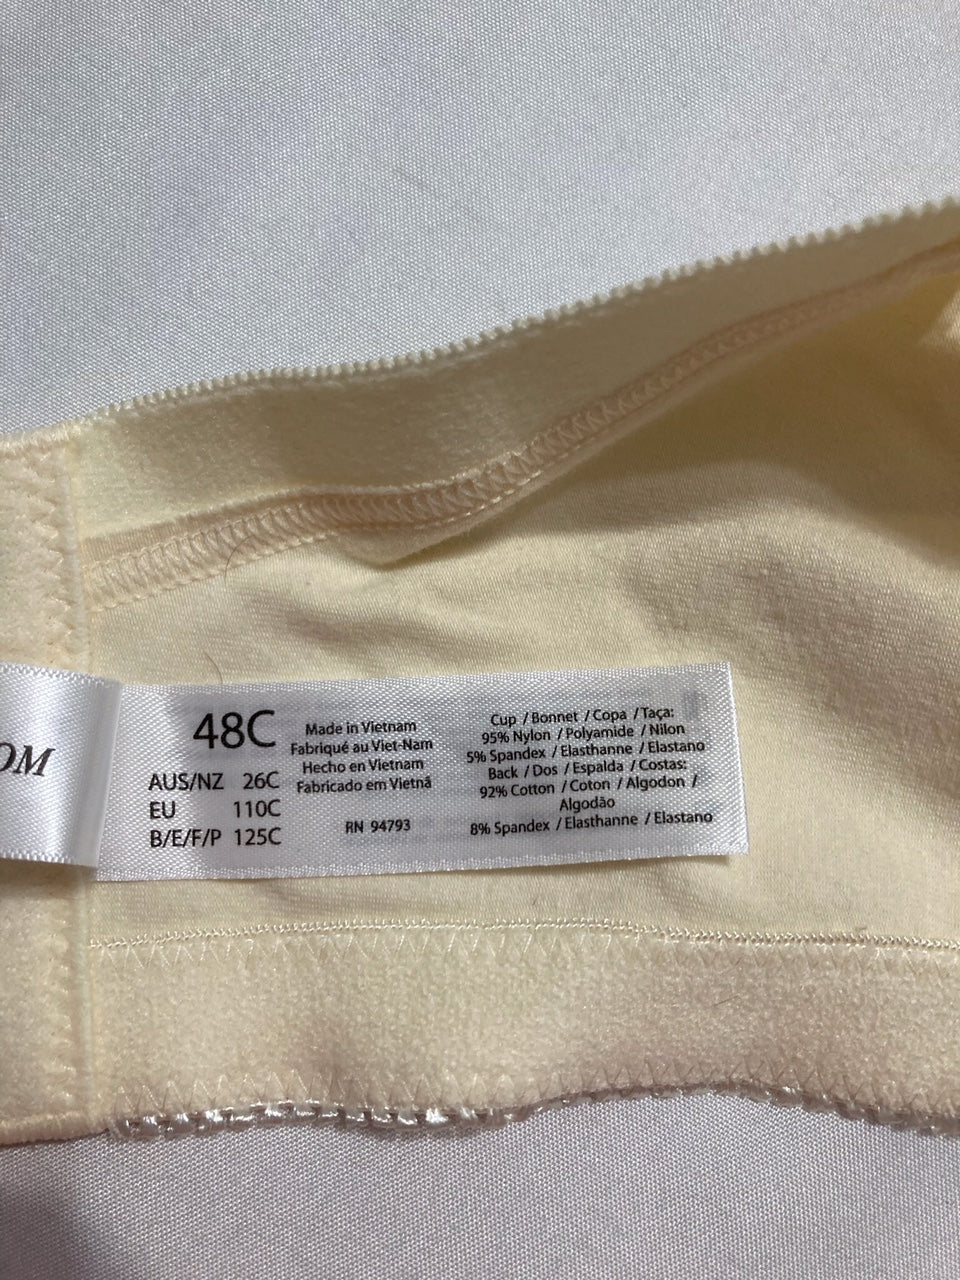 OM
48C
AUS/NZ 26C
EU 110C
B/E/F/P 125C
Made in Vietnam
Fabriqué au Viet-Nam
Hecho en Vietnam
Fabricado em Vietnã
RN 94793
Cup / Bonnet / Copa / Taça:
95% Nylon / Polyamide / Nilon
5% Spandex / Elasthanne / Elastano
Back / Dos / Espalda / Costas:
92% Cotton / Coton / Algodon /
Algodão
8% Spandex / Elasthanne / Elastano